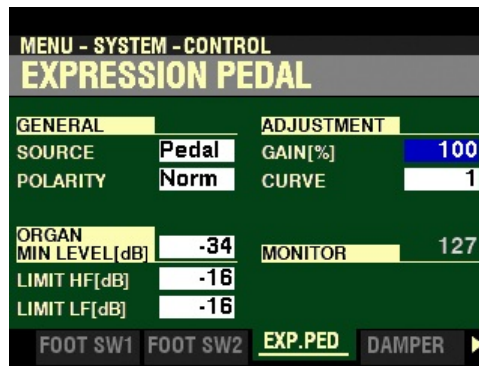 MENU - SYSTEM - CONTROL
EXPRESSION PEDAL
GENERAL
SOURCE Pedal
POLARITY Norm
ADJUSTMENT
GAIN[%] 100
CURVE 1
ORGAN
MIN LEVEL[dB] -34
LIMIT HF[dB] -16
LIMIT LF[dB] -16
MONITOR 127
FOOT SW1 FOOT SW2 EXP.PED DAMPER